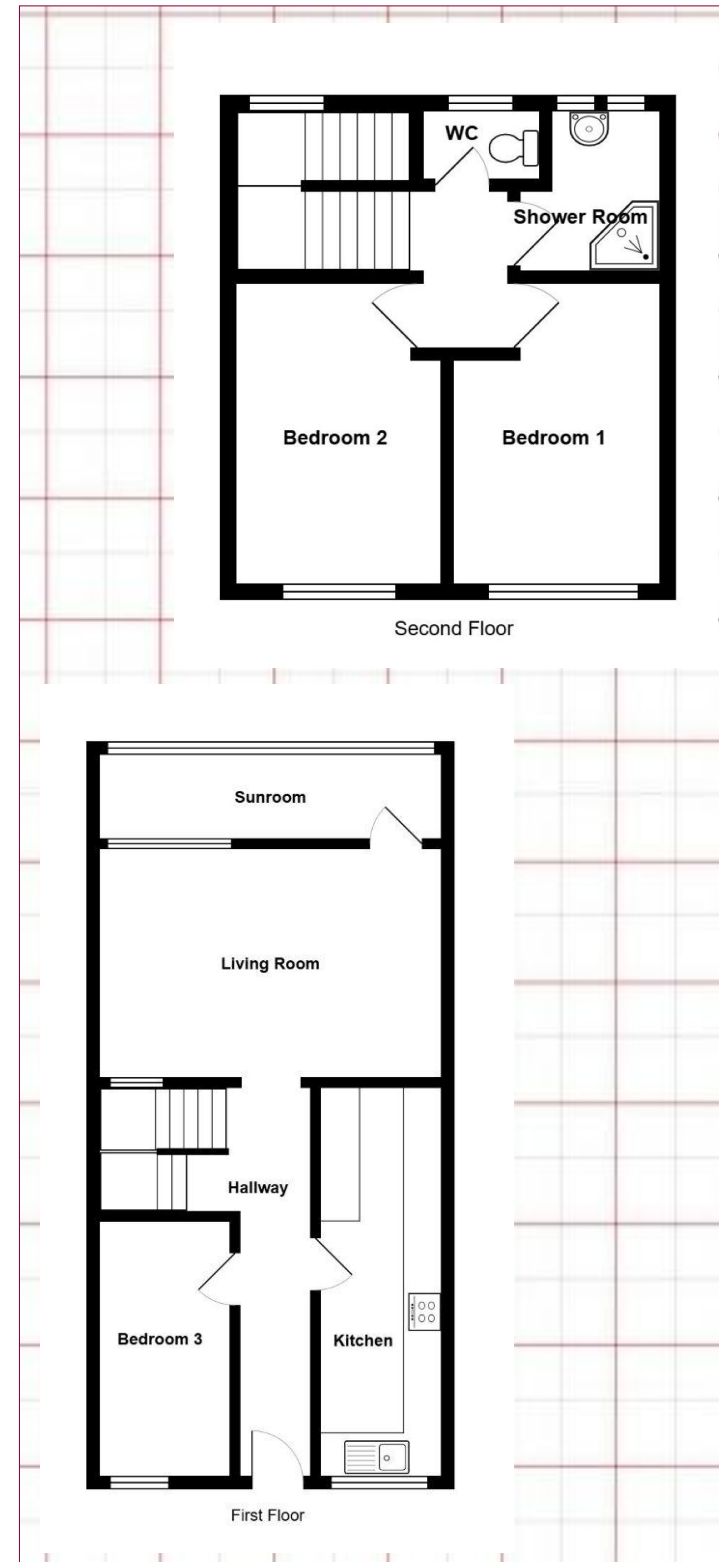 WC
Shower Room
Bedroom 2
Bedroom 1
Second Floor
Sunroom
Living Room
Hallway
Bedroom 3
Kitchen
First Floor